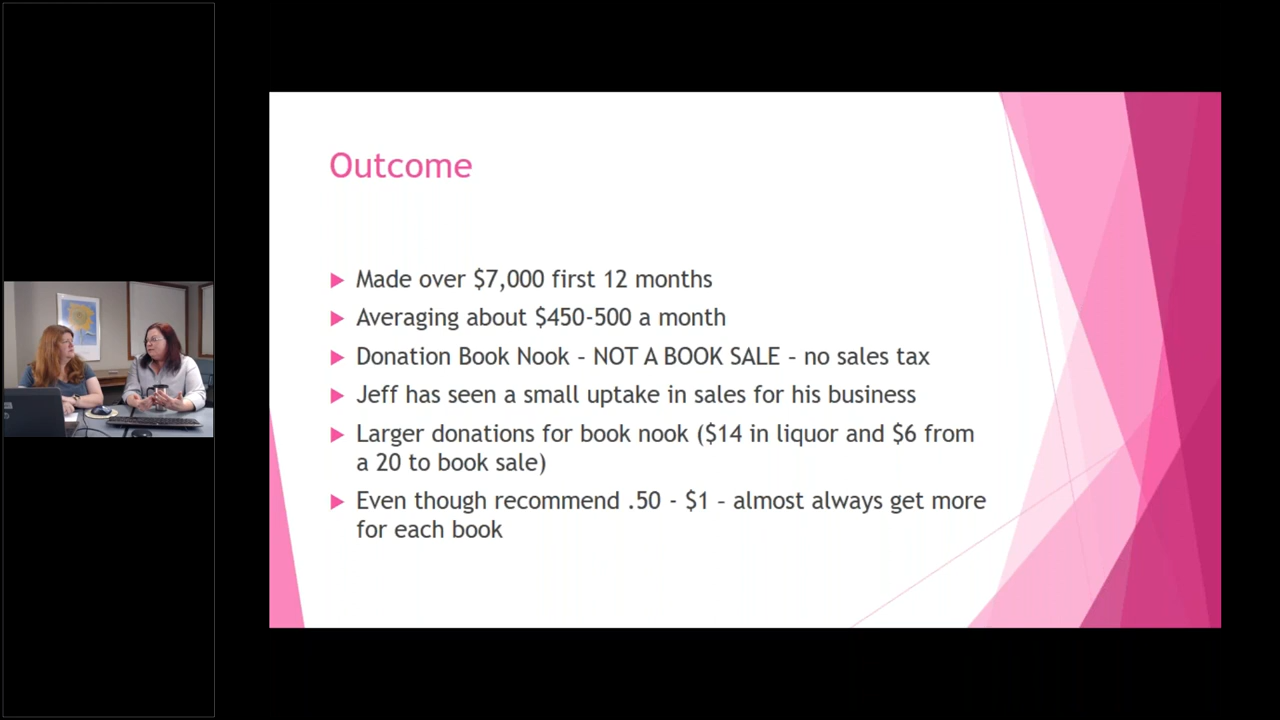 Outcome
Made over $7,000 first 12 months
Averaging about $450-500 a month
Donation Book Nook – NOT A BOOK SALE – no sales tax
Jeff has seen a small uptake in sales for his business
Larger donations for book nook ($14 in liquor and $6 from
a 20 to book sale)
Even though recommend .50 - $1 – almost always get more
for each book